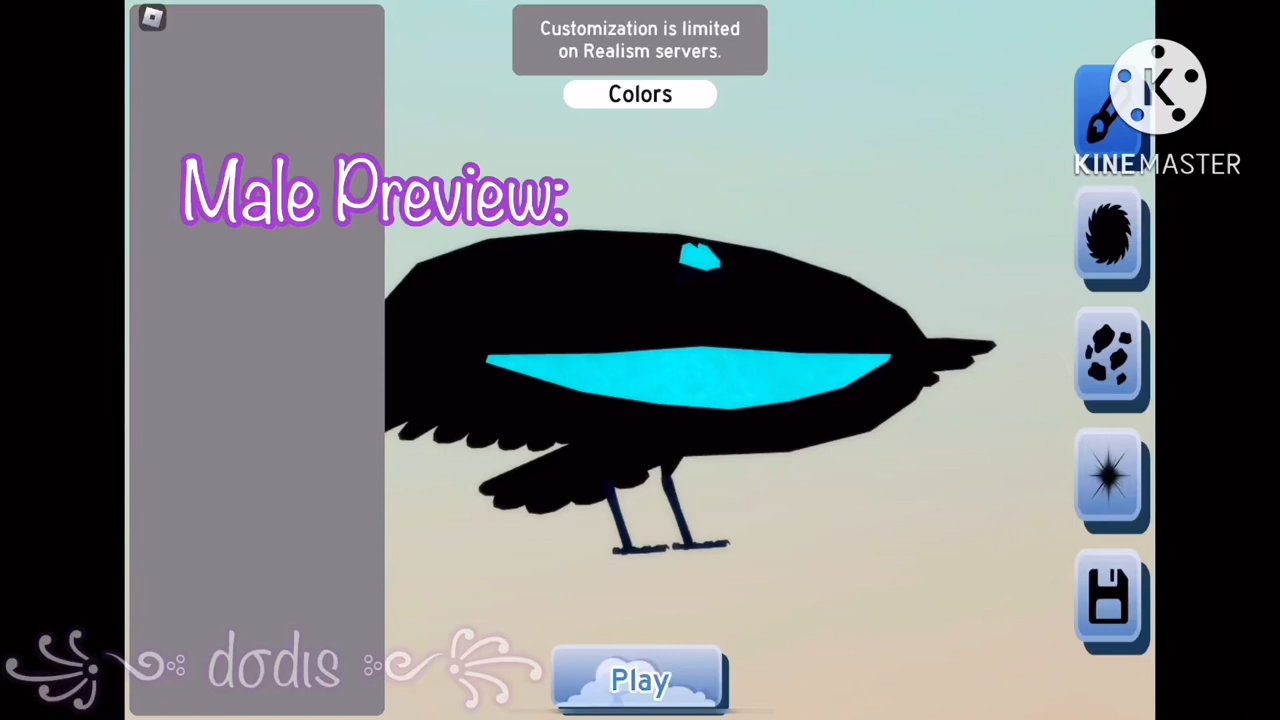 Customization is limited
on Realism servers.
Colors
Male Preview:
KINEMASTER
dodis
Play